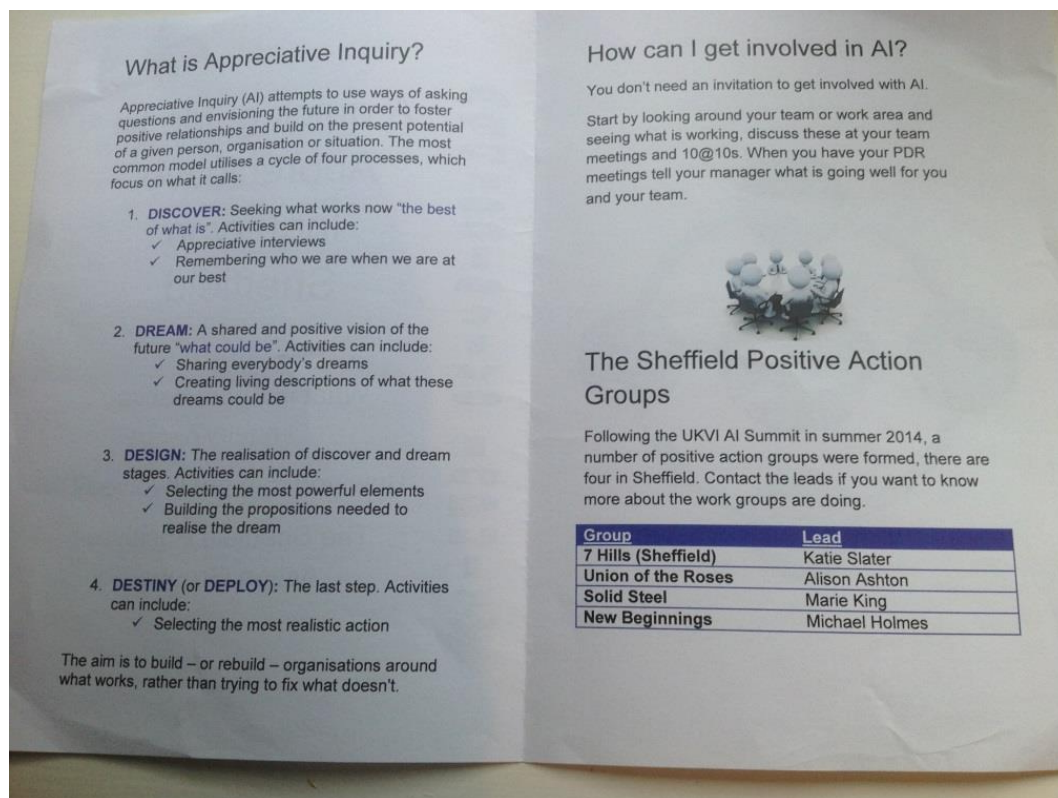 What is Appreciative Inquiry?
Appreciative Inquiry (AI) attempts to use ways of asking
questions and envisioning the future in order to foster
positive relationships and build on the present potential
of a given person, organisation or situation. The most
common model utilises a cycle of four processes, which
focus on what it calls:
1. DISCOVER: Seeking what works now "the best
of what is". Activities can include:
✓ Appreciative interviews
✓ Remembering who we are when we are at
our best
2. DREAM: A shared and positive vision of the
future "what could be". Activities can include:
✓ Sharing everybody's dreams
✓ Creating living descriptions of what these
dreams could be
3. DESIGN: The realisation of discover and dream
stages. Activities can include:
✓ Selecting the most powerful elements
✓ Building the propositions needed to
realise the dream
4. DESTINY (or DEPLOY): The last step. Activities
can include:
✓ Selecting the most realistic action
The aim is to build – or rebuild – organisations around
what works, rather than trying to fix what doesn't.
How can I get involved in AI?
You don't need an invitation to get involved with AI.
Start by looking around your team or work area and
seeing what is working, discuss these at your team
meetings and 10@10s. When you have your PDR
meetings tell your manager what is going well for you
and your team.
The Sheffield Positive Action
Groups
Following the UKVI AI Summit in summer 2014, a
number of positive action groups were formed, there are
four in Sheffield. Contact the leads if you want to know
more about the work groups are doing.
Group Lead
7 Hills (Sheffield) Katie Slater
Union of the Roses Alison Ashton
Solid Steel Marie King
New Beginnings Michael Holmes